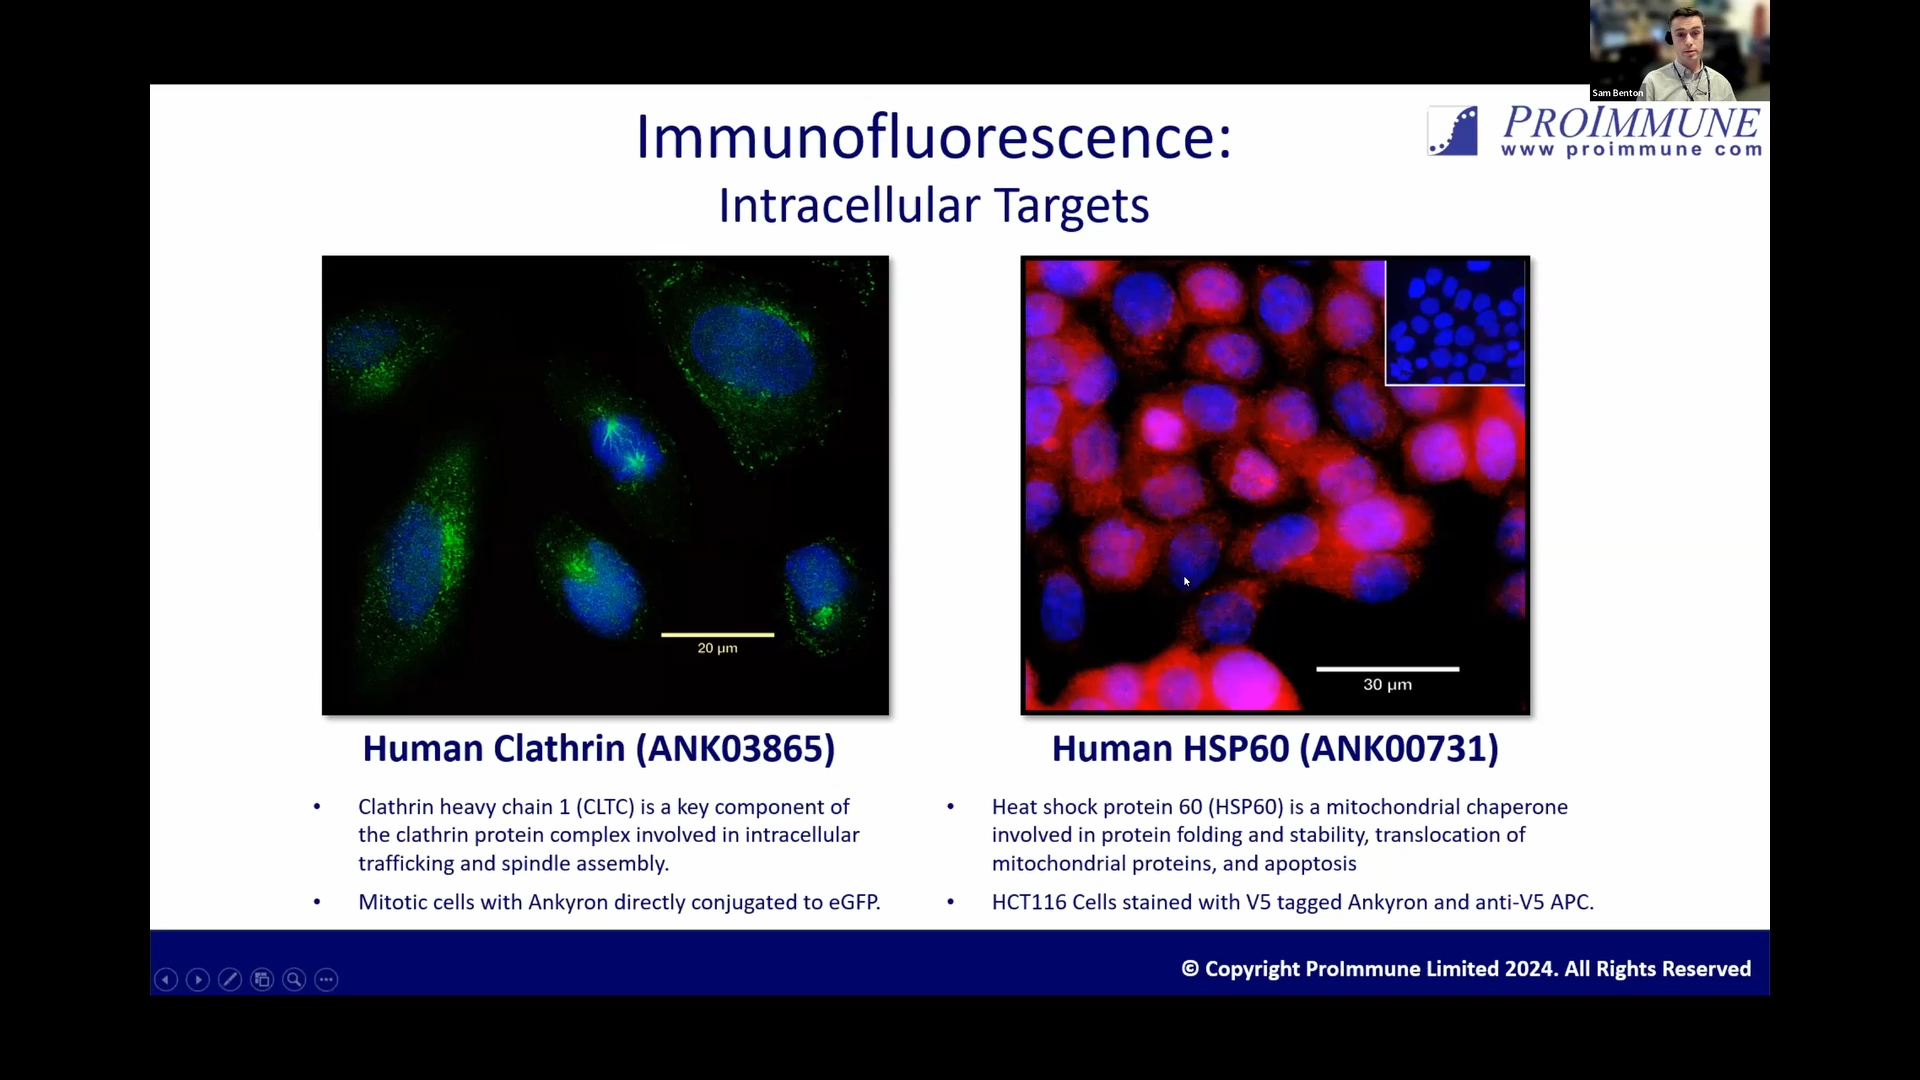 Sam Benton
PROIMMUNE
www proimmune com
Immunofluorescence:
Intracellular Targets
20 µm
30 µm
Human Clathrin (ANK03865)
• Clathrin heavy chain 1 (CLTC) is a key component of
the clathrin protein complex involved in intracellular
trafficking and spindle assembly.
• Mitotic cells with Ankyron directly conjugated to eGFP.
Human HSP60 (ANK00731)
• Heat shock protein 60 (HSP60) is a mitochondrial chaperone
involved in protein folding and stability, translocation of
mitochondrial proteins, and apoptosis
• HCT116 Cells stained with V5 tagged Ankyron and anti-V5 APC.
© Copyright ProImmune Limited 2024. All Rights Reserved